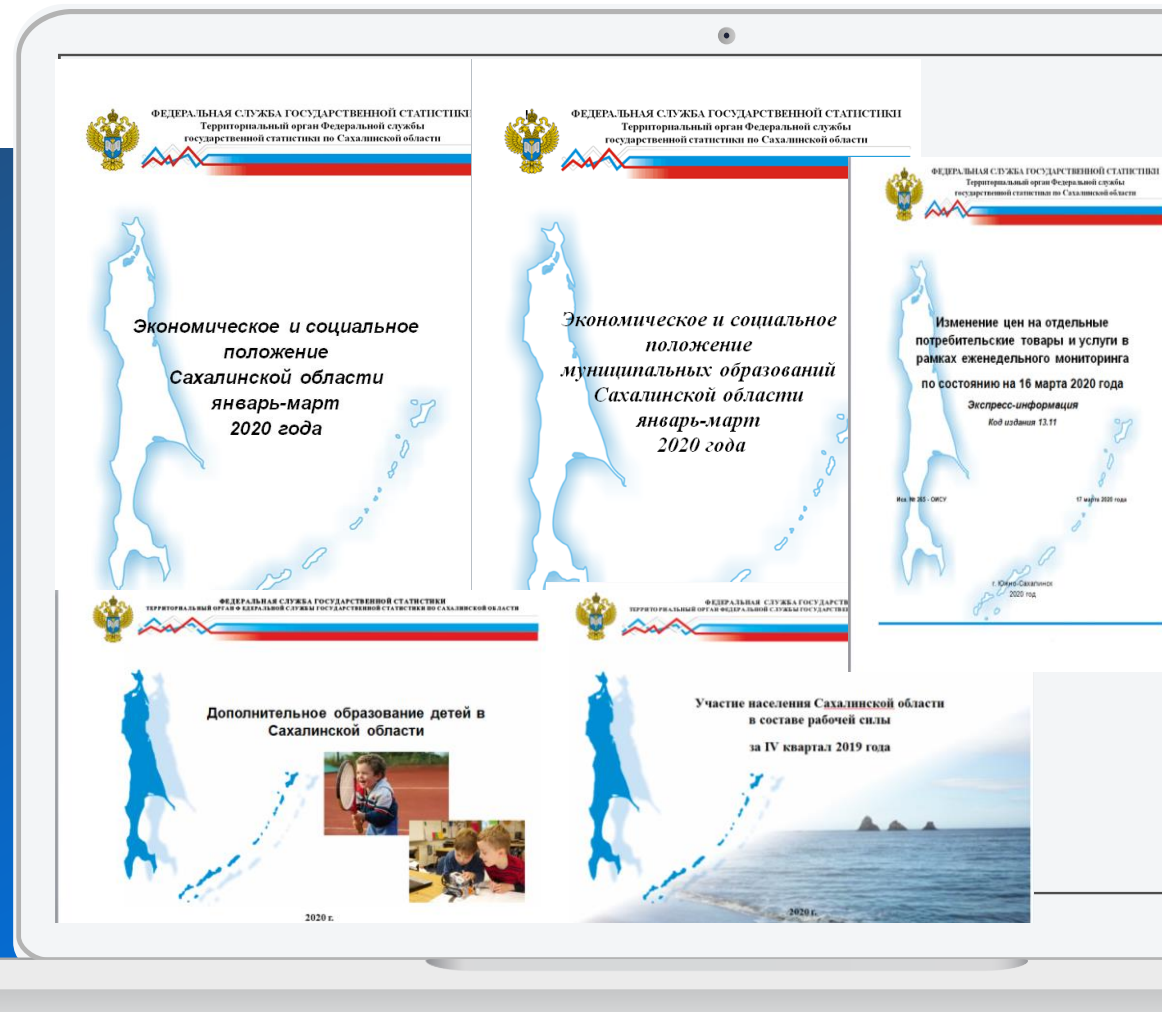 ФЕДЕРАЛЬНАЯ СЛУЖБА ГОСУДАРСТВЕННОЙ СТАТИСТИКИ
Территориальный орган Федеральной службы
государственной статистики по Сахалинской области
Экономическое и социальное
положение
Сахалинской области
январь-март
2020 года
ФЕДЕРАЛЬНАЯ СЛУЖБА ГОСУДАРСТВЕННОЙ СТАТИСТИКИ
Территориальный орган Федеральной службы
государственной статистики по Сахалинской области
Экономическое и социальное
положение
муниципальных образований
Сахалинской области
январь-март
2020 года
ФЕДЕРАЛЬНАЯ СЛУЖБА ГОСУДАРСТВЕННОЙ СТАТИСТИКИ
Территориальный орган Федеральной службы
государственной статистики по Сахалинской области
Изменение цен на отдельные
потребительские товары и услуги в
рамках еженедельного мониторинга
по состоянию на 16 марта 2020 года
Экспресс-информация
Код издания 13.11
Исх. № - ОИСУ
17 марта 2020 года
г. Южно-Сахалинск
2020 год
ФЕДЕРАЛЬНАЯ СЛУЖБА ГОСУДАРСТВЕННОЙ СТАТИСТИКИ
ТЕРРИТОРИАЛЬНЫЙ ОРГАН ФЕДЕРАЛЬНОЙ СЛУЖБЫ ГОСУДАРСТВЕННОЙ СТАТИСТИКИ ПО САХАЛИНСКОЙ ОБЛАСТИ
Дополнительное образование детей в
Сахалинской области
2020 г.
ФЕДЕРАЛЬНАЯ СЛУЖБА ГОСУДАРСТВ
ТЕРРИТОРИАЛЬНЫЙ ОРГАН ФЕДЕРАЛЬНОЙ СЛУЖБЫ ГОСУДАРСТВЕН
Участие населения Сахалинской области
в составе рабочей силы
за IV квартал 2019 года
2020 г.